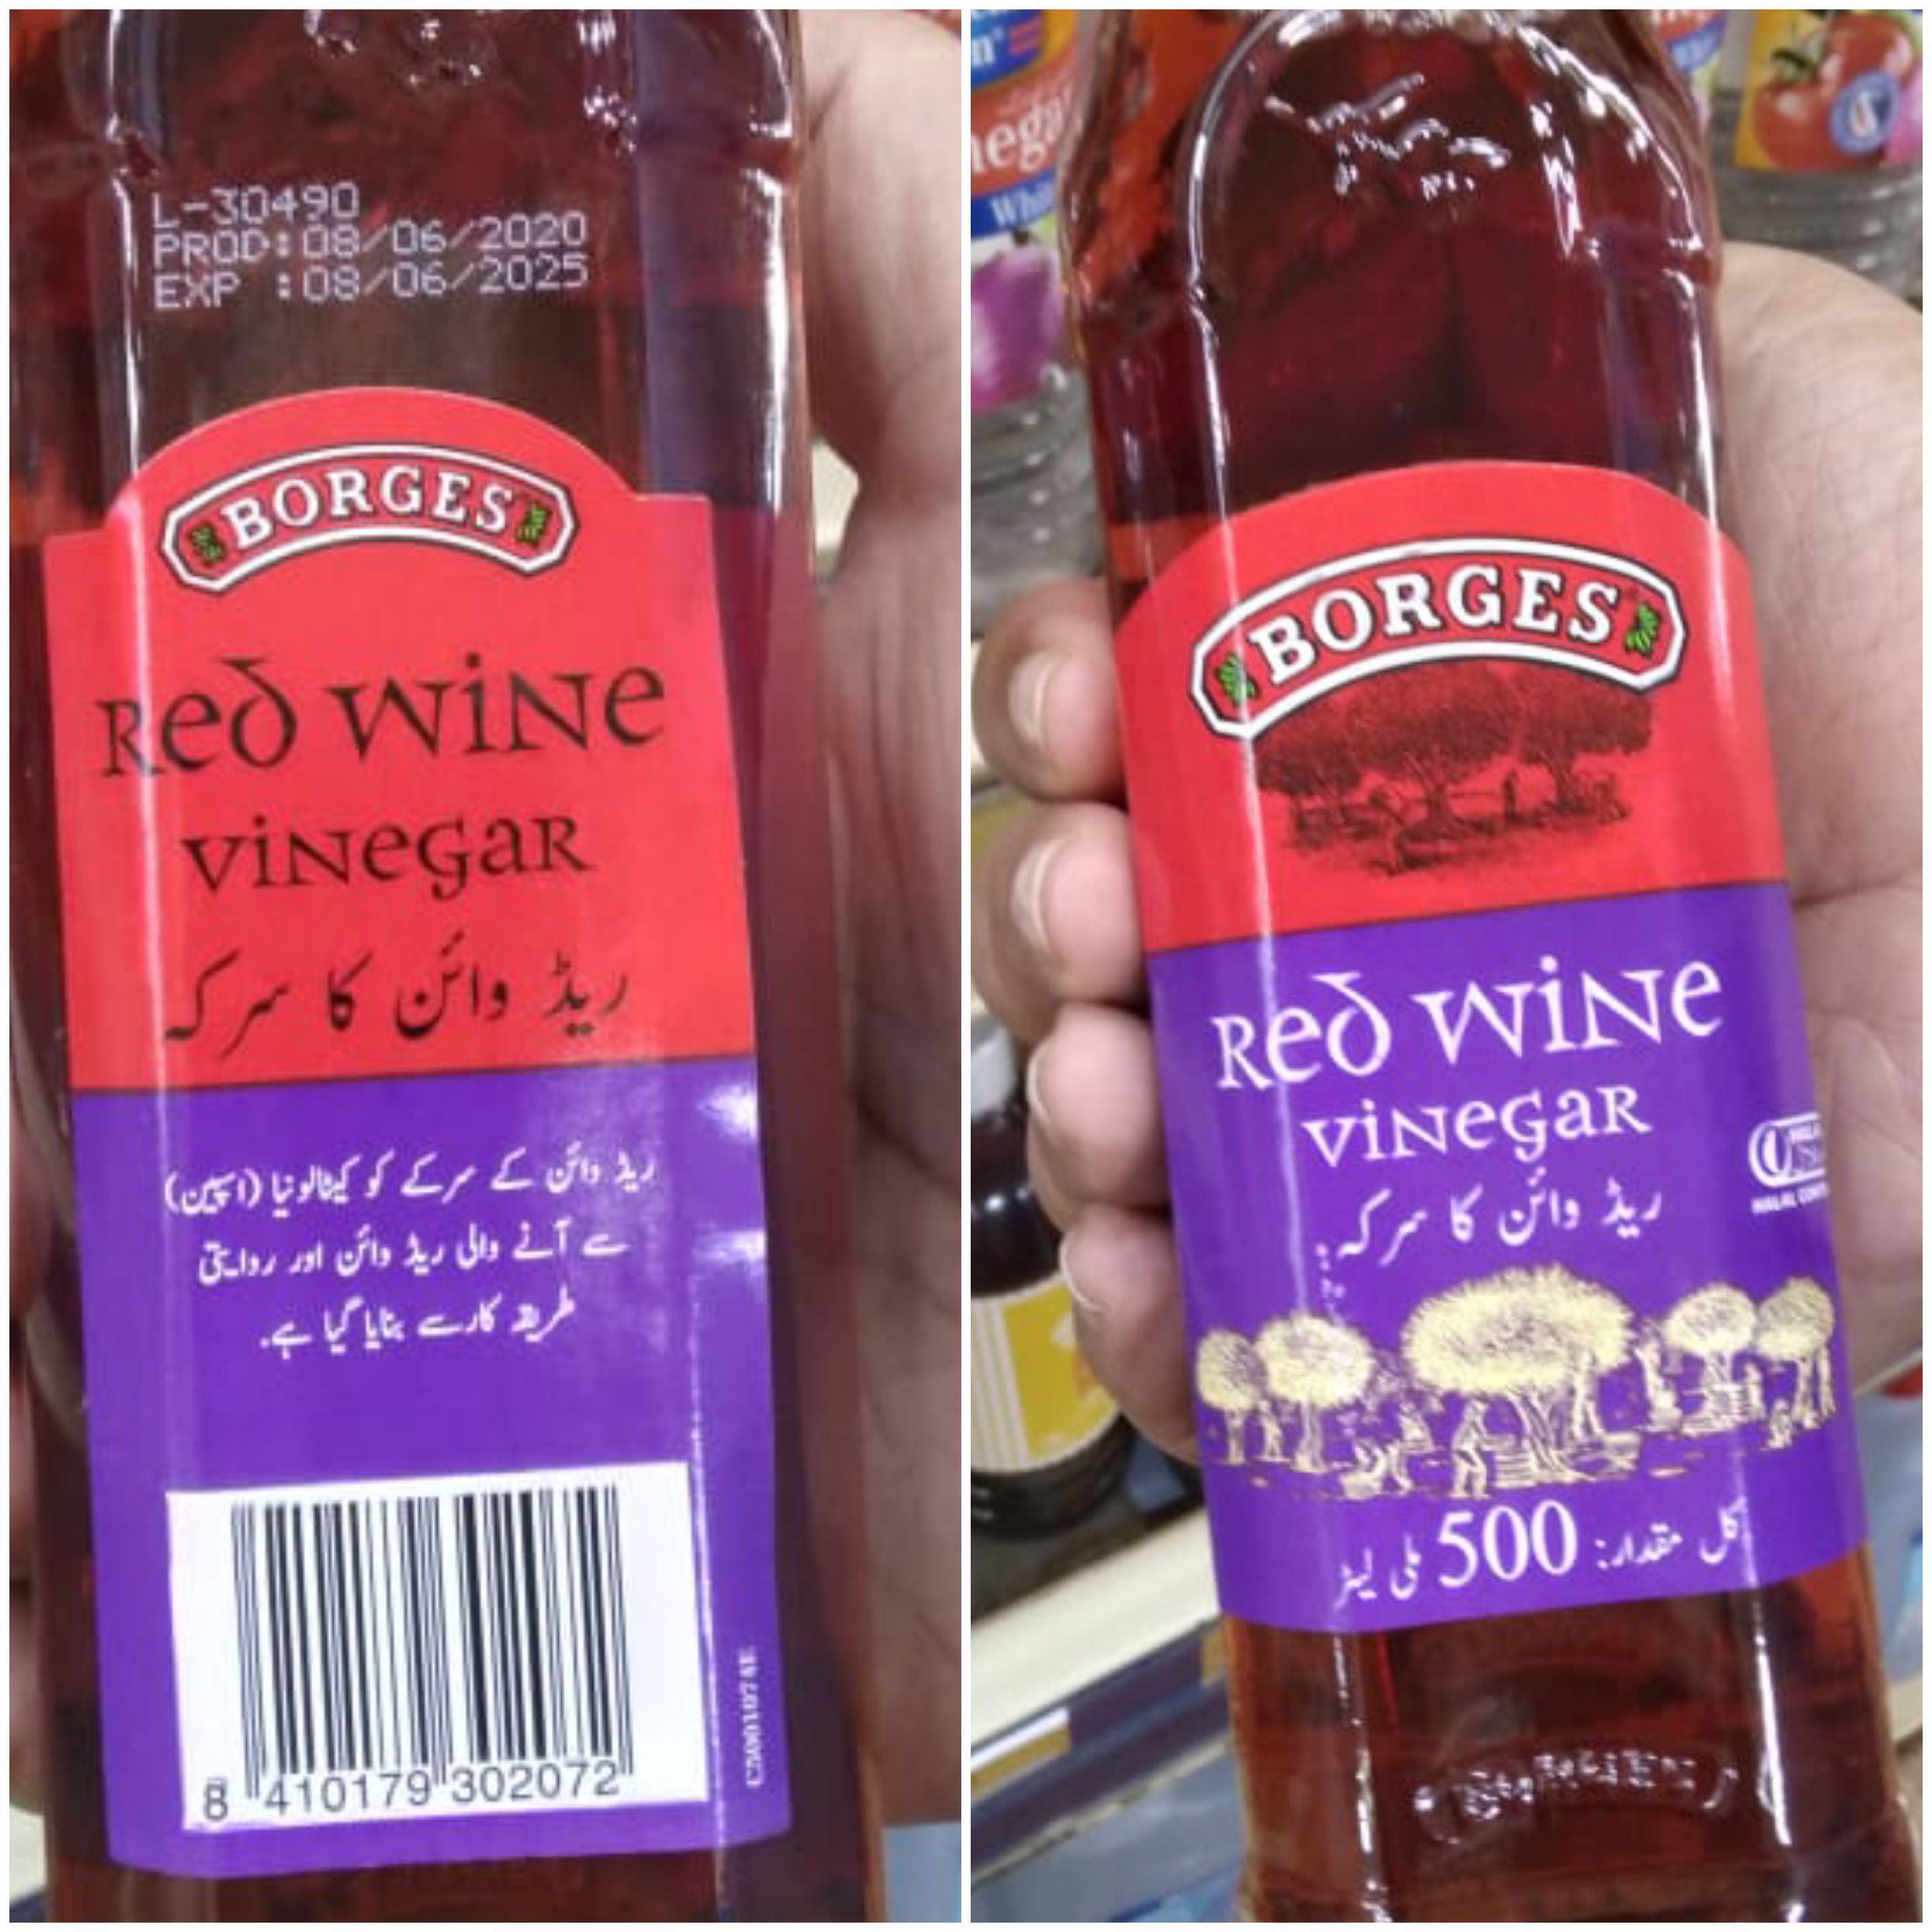 L-30490
PROD:08/06/2020
EXP :08/06/2025
BORGES
Red Wine
Vinegar
ریڈ وائن کا سرکہ
ریڈ وائن کے سرکے کو کیٹالونیا (اسپین)
سے آنے والی ریڈ وائن اور روایتی
طریقہ کار سے بنایا گیا ہے.
8 410179 302072
C5001074E
BORGES
Red Wine
Vinegar
ریڈ وائن کا سرکہ
HALAL
کل مقدار: 500 ملی لیٹر